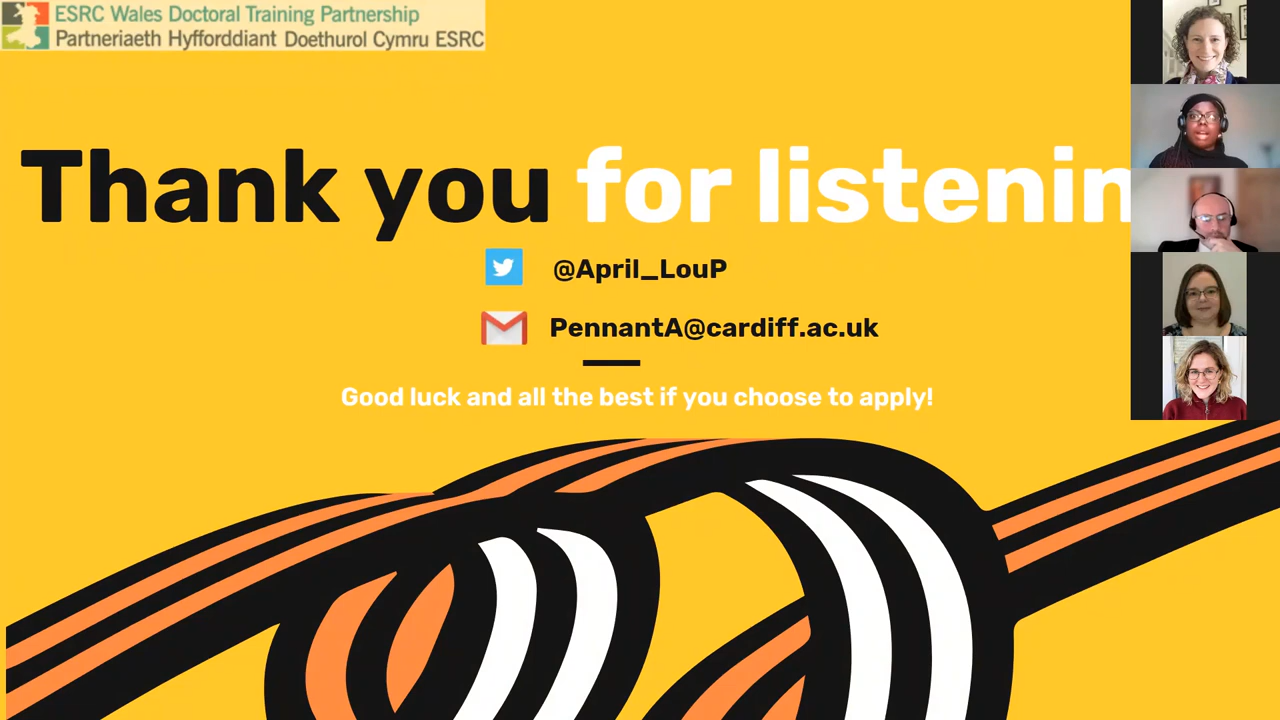 ESRC Wales Doctoral Training Partnership
Partneriaeth Hyfforddiant Doethurol Cymru ESRC
Thank you for listenin
@April_LouP
PennantA@cardiff.ac.uk
Good luck and all the best if you choose to apply!